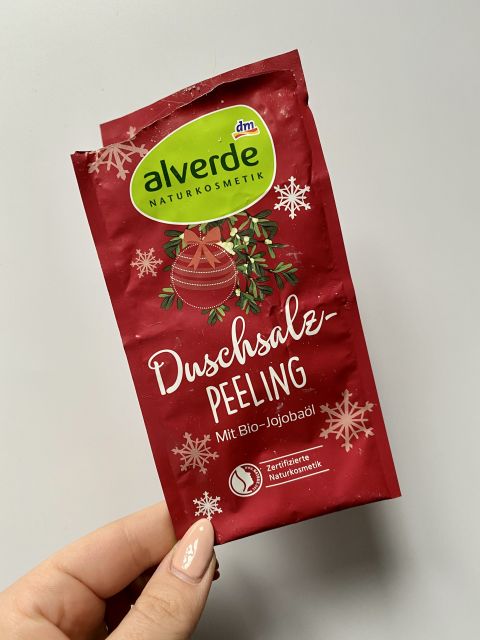 dm
alverde
NATURKOSMETIK
Duschsalz-
PEELING
Mit Bio-Jojobaöl
Zertifizierte
Naturkosmetik